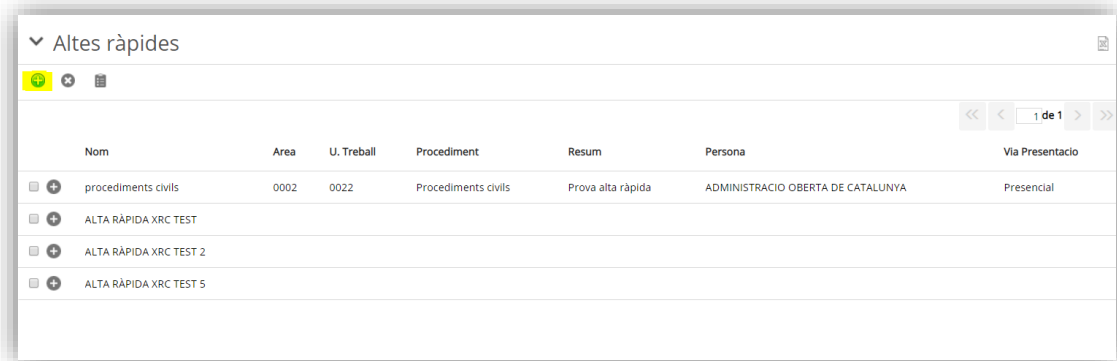 Altes ràpides
1 de 1
Nom Area U. Treball Procediment Resum Persona Via Presentacio
procediments civils 0002 0022 Procediments civils Prova alta ràpida ADMINISTRACIO OBERTA DE CATALUNYA Presencial
ALTA RÀPIDA XRC TEST
ALTA RÀPIDA XRC TEST 2
ALTA RÀPIDA XRC TEST 5